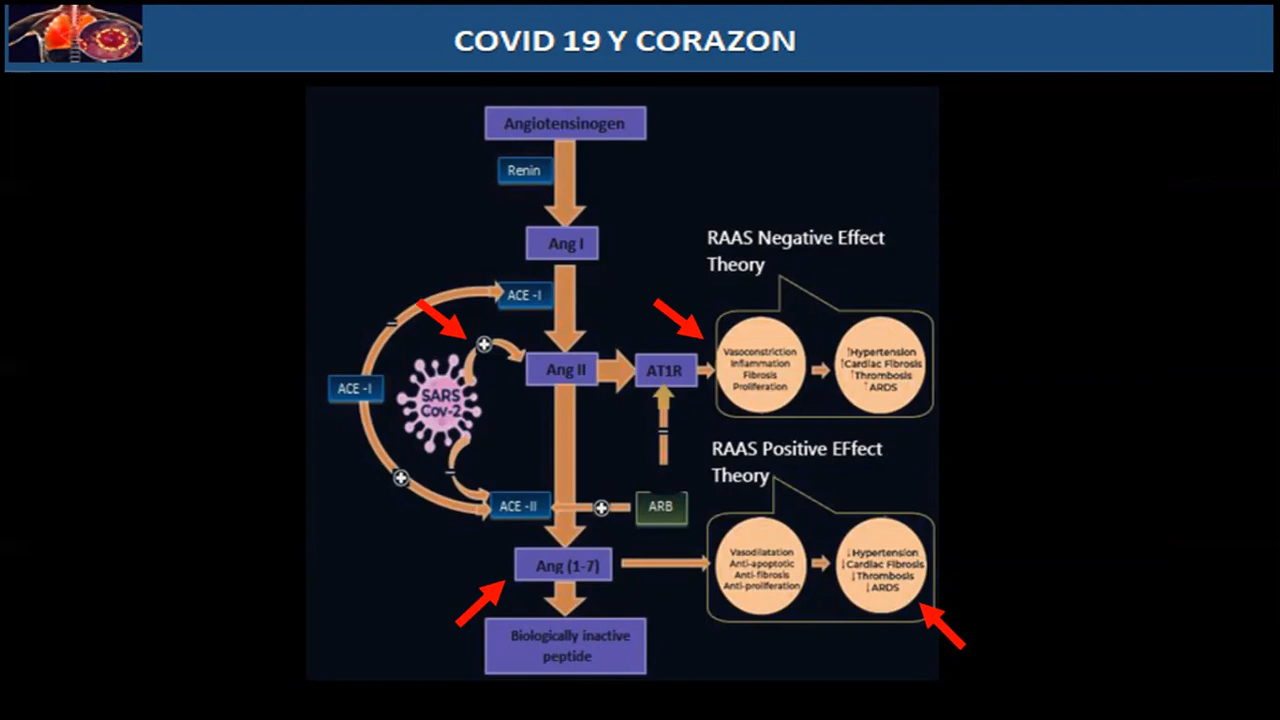 COVID 19 Y CORAZON
Angiotensinogen
Renin
Ang I
ACE -I
RAAS Negative Effect
Theory
Ang II
AT1R
Vasoconstriction
Inflammation
Fibrosis
Proliferation
↑Hypertension
↑Cardiac Fibrosis
↑Thrombosis
↑ARDS
ACE -I
SARS
Cov-2
RAAS Positive EFfect
Theory
ACE -II
ARB
Ang (1-7)
Vasodilatation
Anti-apoptotic
Anti-fibrosis
Anti-proliferation
↓Hypertension
↓Cardiac Fibrosis
↓Thrombosis
↓ARDS
Biologically inactive
peptide